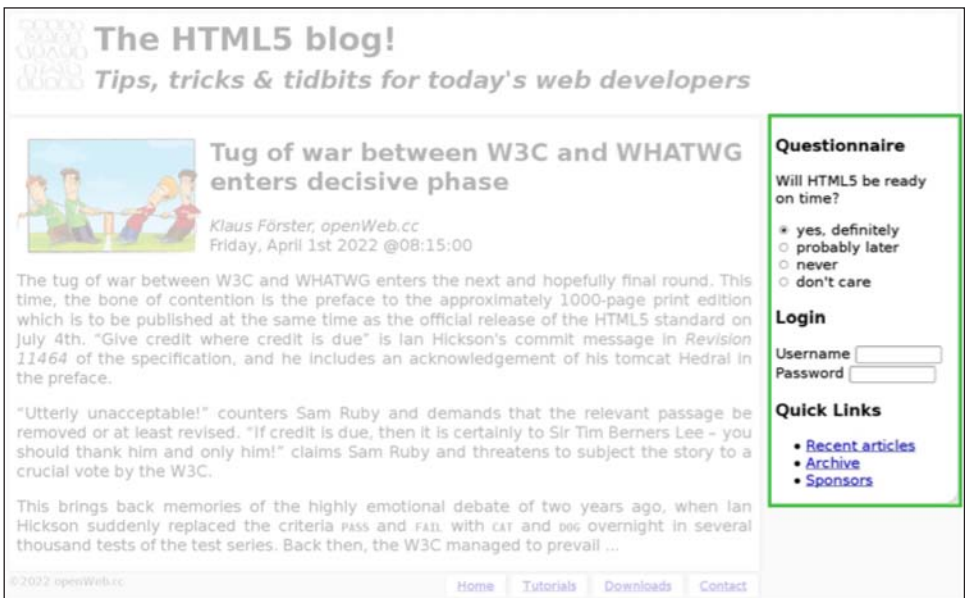 The HTML5 blog!
Tips, tricks & tidbits for today's web developers
Tug of war between W3C and WHATWG
enters decisive phase
Klaus Förster, openWeb.cc
Friday, April 1st 2022 @08:15:00
The tug of war between W3C and WHATWG enters the next and hopefully final round. This
time, the bone of contention is the preface to the approximately 1000-page print edition
which is to be published at the same time as the official release of the HTML5 standard on
July 4th. “Give credit where credit is due” is Ian Hickson's commit message in Revision
11464 of the specification, and he includes an acknowledgement of his tomcat Hedral in
the preface.
“Utterly unacceptable!” counters Sam Ruby and demands that the relevant passage be
removed or at least revised. “If credit is due, then it is certainly to Sir Tim Berners Lee – you
should thank him and only him!” claims Sam Ruby and threatens to subject the story to a
crucial vote by the W3C.
This brings back memories of the highly emotional debate of two years ago, when Ian
Hickson suddenly replaced the criteria PASS and FAIL with CAT and DOG overnight in several
thousand tests of the test series. Back then, the W3C managed to prevail ...
Questionnaire
Will HTML5 be ready
on time?
yes, definitely
probably later
never
don't care
Login
Username
Password
Quick Links
Recent articles
Archive
Sponsors
©2022 openWeb.cc
Home Tutorials Downloads Contact